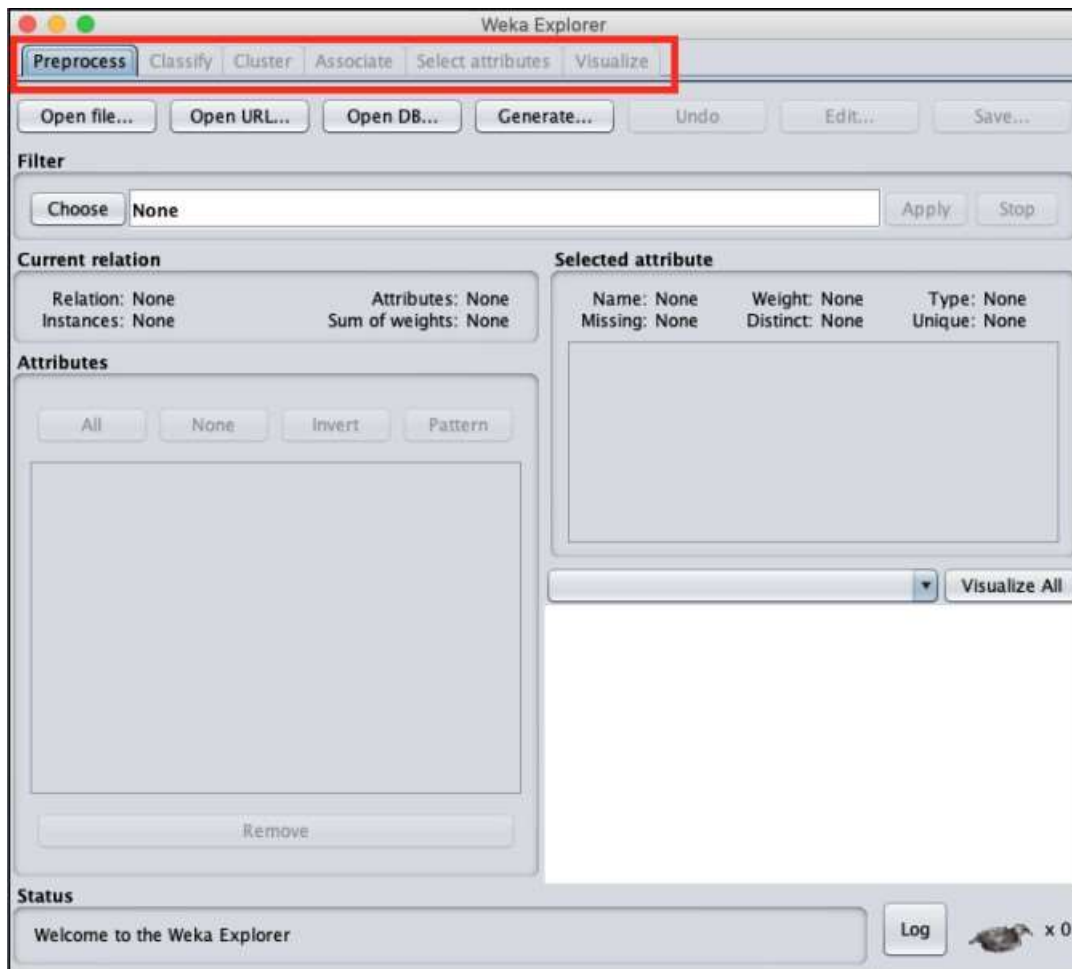 Weka Explorer
Preprocess Classify Cluster Associate Select attributes Visualize
Open file... Open URL... Open DB... Generate... Undo Edit... Save...
Filter
Choose None Apply Stop
Current relation
Relation: None Attributes: None
Instances: None Sum of weights: None
Selected attribute
Name: None Weight: None Type: None
Missing: None Distinct: None Unique: None
Attributes
All None Invert Pattern
Remove
Visualize All
Status
Welcome to the Weka Explorer
Log x 0